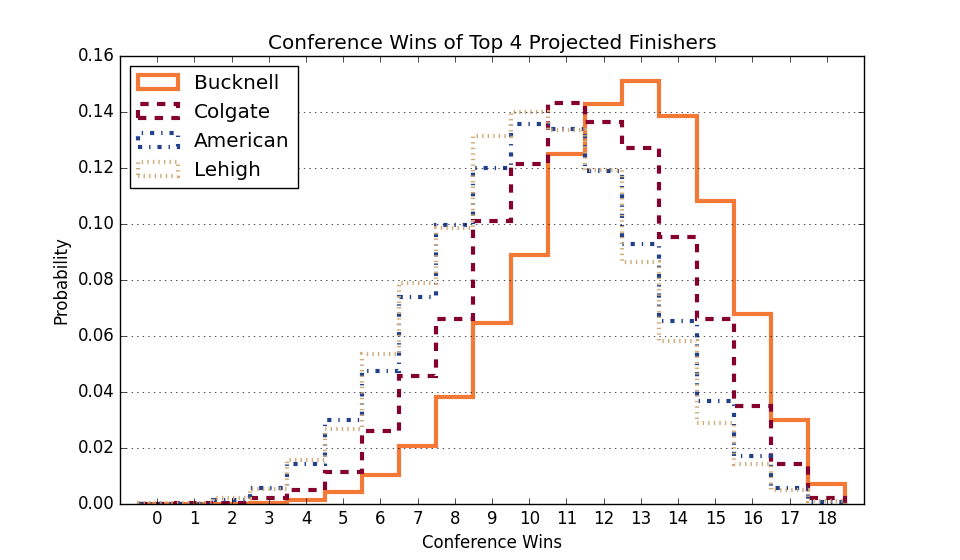 Conference Wins of Top 4 Projected Finishers
Bucknell
Colgate
American
Lehigh
Probability
0.16
0.14
0.12
0.10
0.08
0.06
0.04
0.02
0.00
0 1 2 3 4 5 6 7 8 9 10 11 12 13 14 15 16 17 18
Conference Wins